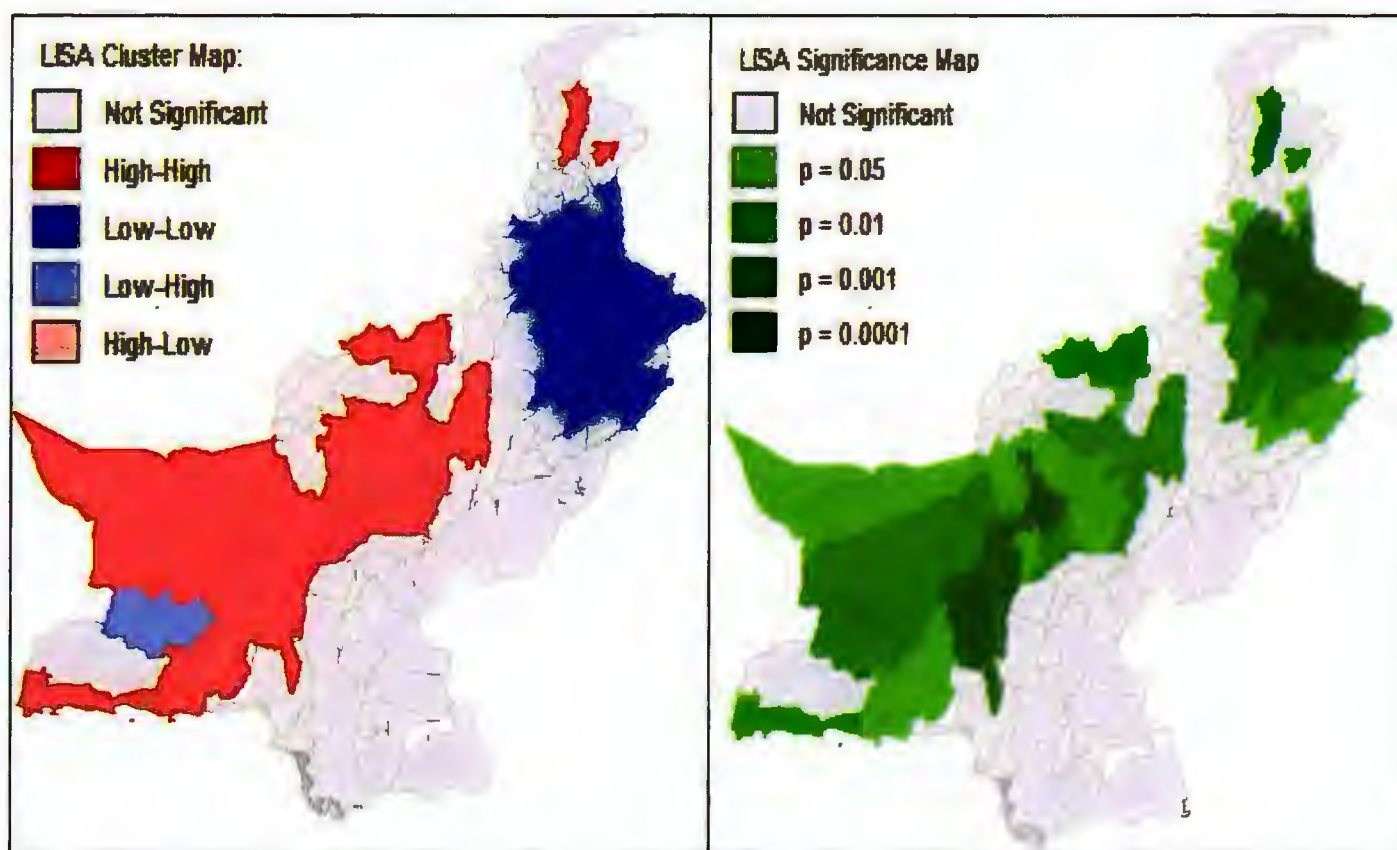 LISA Cluster Map:
Not Significant
High-High
Low-Low
Low-High
High-Low
LISA Significance Map
Not Significant
p = 0.05
p = 0.01
p = 0.001
p = 0.0001